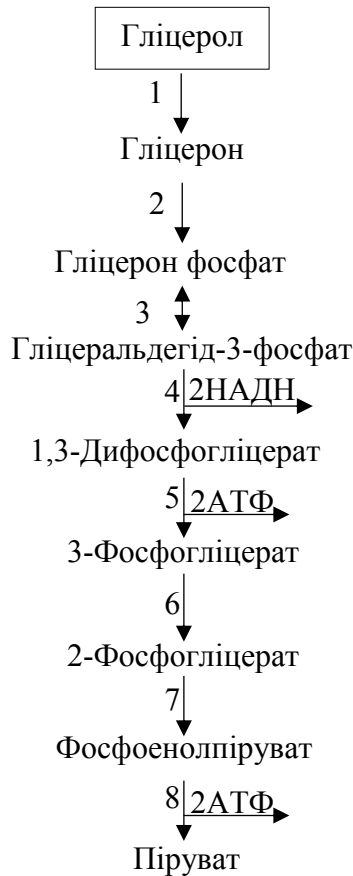 Гліцерол
1
Гліцерон
2
Гліцерон фосфат
3
Гліцеральдегід-3-фосфат
4 2НАДН
1,3-Дифосфогліцерат
5 2АТФ
3-Фосфогліцерат
6
2-Фосфогліцерат
7
Фосфоенолпіруват
8 2АТФ
Піруват